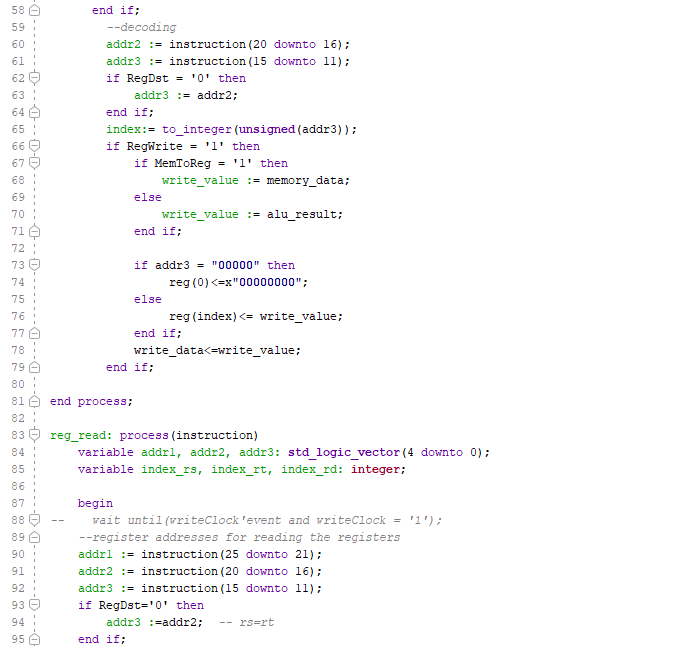 58 end if;
59 --decoding
60 addr2 := instruction(20 downto 16);
61 addr3 := instruction(15 downto 11);
62 if RegDst = '0' then
63 addr3 := addr2;
64 end if;
65 index:= to_integer(unsigned(addr3));
66 if RegWrite = '1' then
67 if MemToReg = '1' then
68 write_value := memory_data;
69 else
70 write_value := alu_result;
71 end if;
72
73 if addr3 = "00000" then
74 reg(0)<=x"00000000";
75 else
76 reg(index)<= write_value;
77 end if;
78 write_data<=write_value;
79 end if;
80
81 end process;
82
83 reg_read: process(instruction)
84 variable addr1, addr2, addr3: std_logic_vector(4 downto 0);
85 variable index_rs, index_rt, index_rd: integer;
86
87 begin
88 -- wait until(writeClock'event and writeClock = '1');
89 --register addresses for reading the registers
90 addr1 := instruction(25 downto 21);
91 addr2 := instruction(20 downto 16);
92 addr3 := instruction(15 downto 11);
93 if RegDst='0' then
94 addr3 :=addr2; -- rs=rt
95 end if;